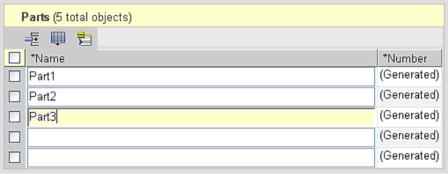 Parts (5 total objects)
*Name *Number
Part1 (Generated)
Part2 (Generated)
Part3 (Generated)
(Generated)
(Generated)